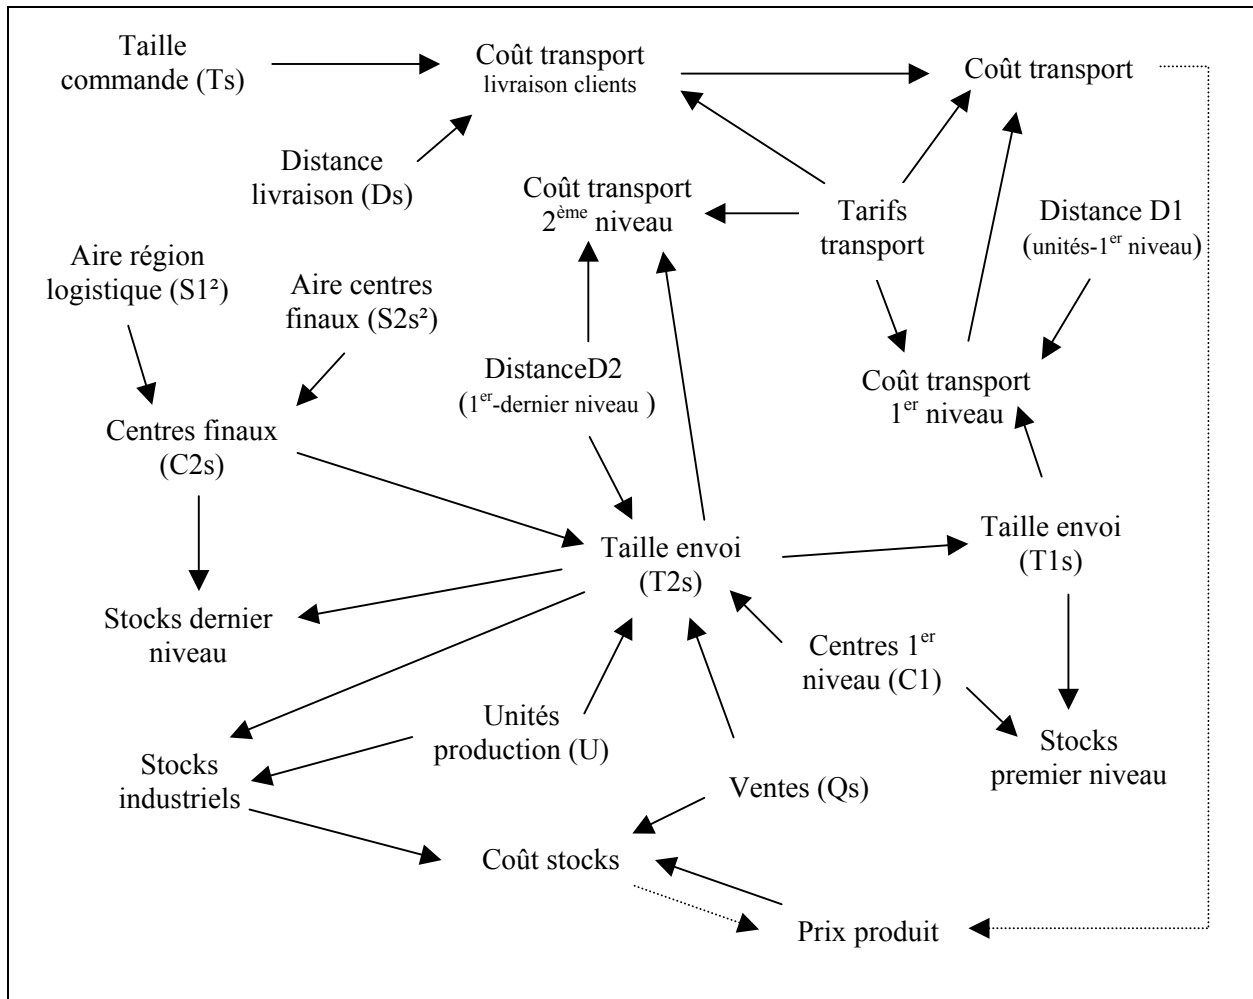 Taille
commande (Ts)
Coût transport
livraison clients
Coût transport
Distance
livraison (Ds)
Coût transport
2ème niveau
Tarifs
transport
Distance D1
(unités-1er niveau)
Aire région
logistique (S1²)
Aire centres
finaux (S2s²)
DistanceD2
(1er-dernier niveau )
Coût transport
1er niveau
Centres finaux
(C2s)
Taille envoi
(T2s)
Taille envoi
(T1s)
Stocks dernier
niveau
Centres 1er
niveau (C1)
Unités
production (U)
Stocks
premier niveau
Stocks
industriels
Ventes (Qs)
Coût stocks
Prix produit